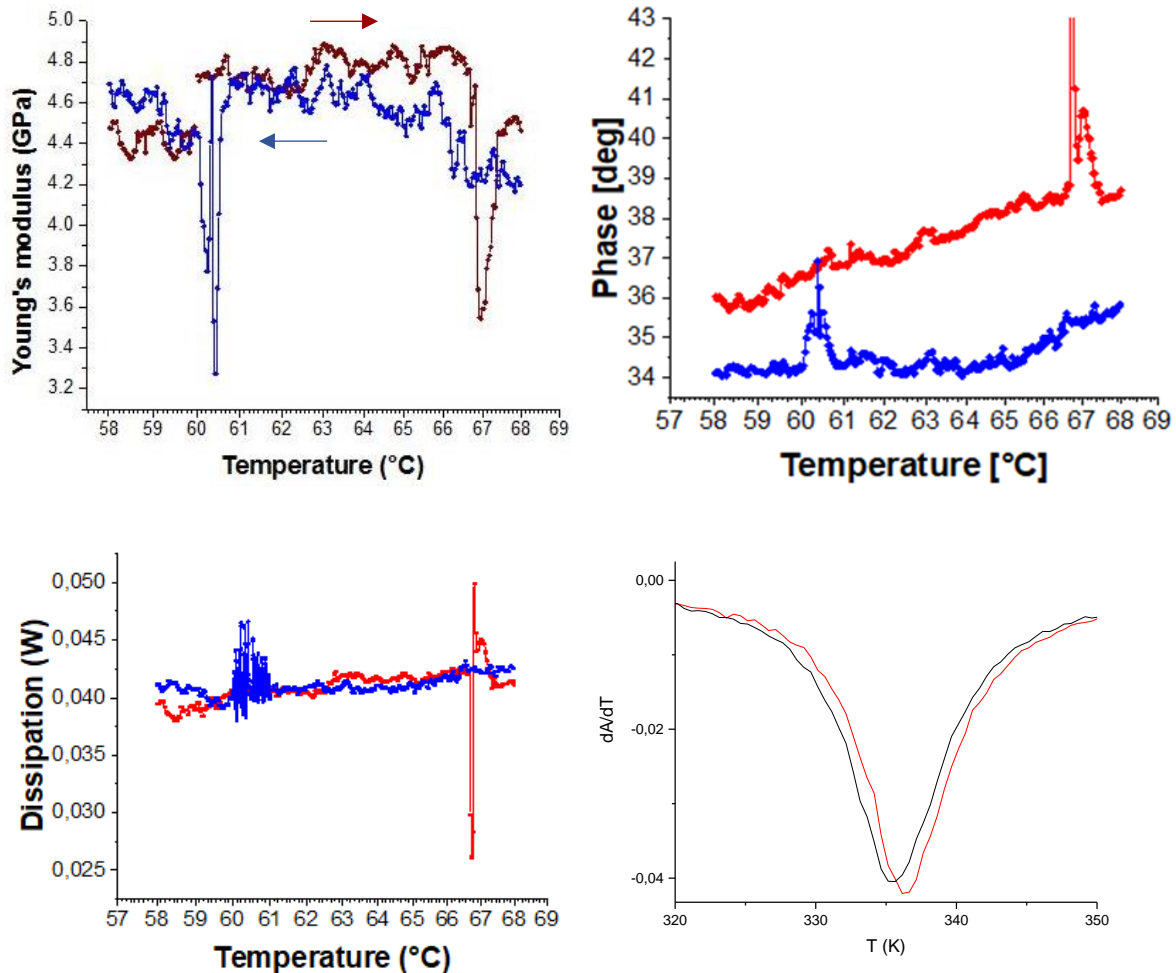 5.0
4.8
4.6
4.4
4.2
4.0
3.8
3.6
3.4
3.2
Young's modulus (GPa)
58 59 60 61 62 63 64 65 66 67 68 69
Temperature (°C)
43
42
41
40
39
38
37
36
35
34
Phase [deg]
57 58 59 60 61 62 63 64 65 66 67 68 69
Temperature [°C]
0,050
0,045
0,040
0,035
0,030
0,025
Dissipation (W)
57 58 59 60 62 63 64 65 66 67 68 69
Temperature (°C)
0,00
-0,02
-0,04
dA/dT
320 330 340 350
T (K)